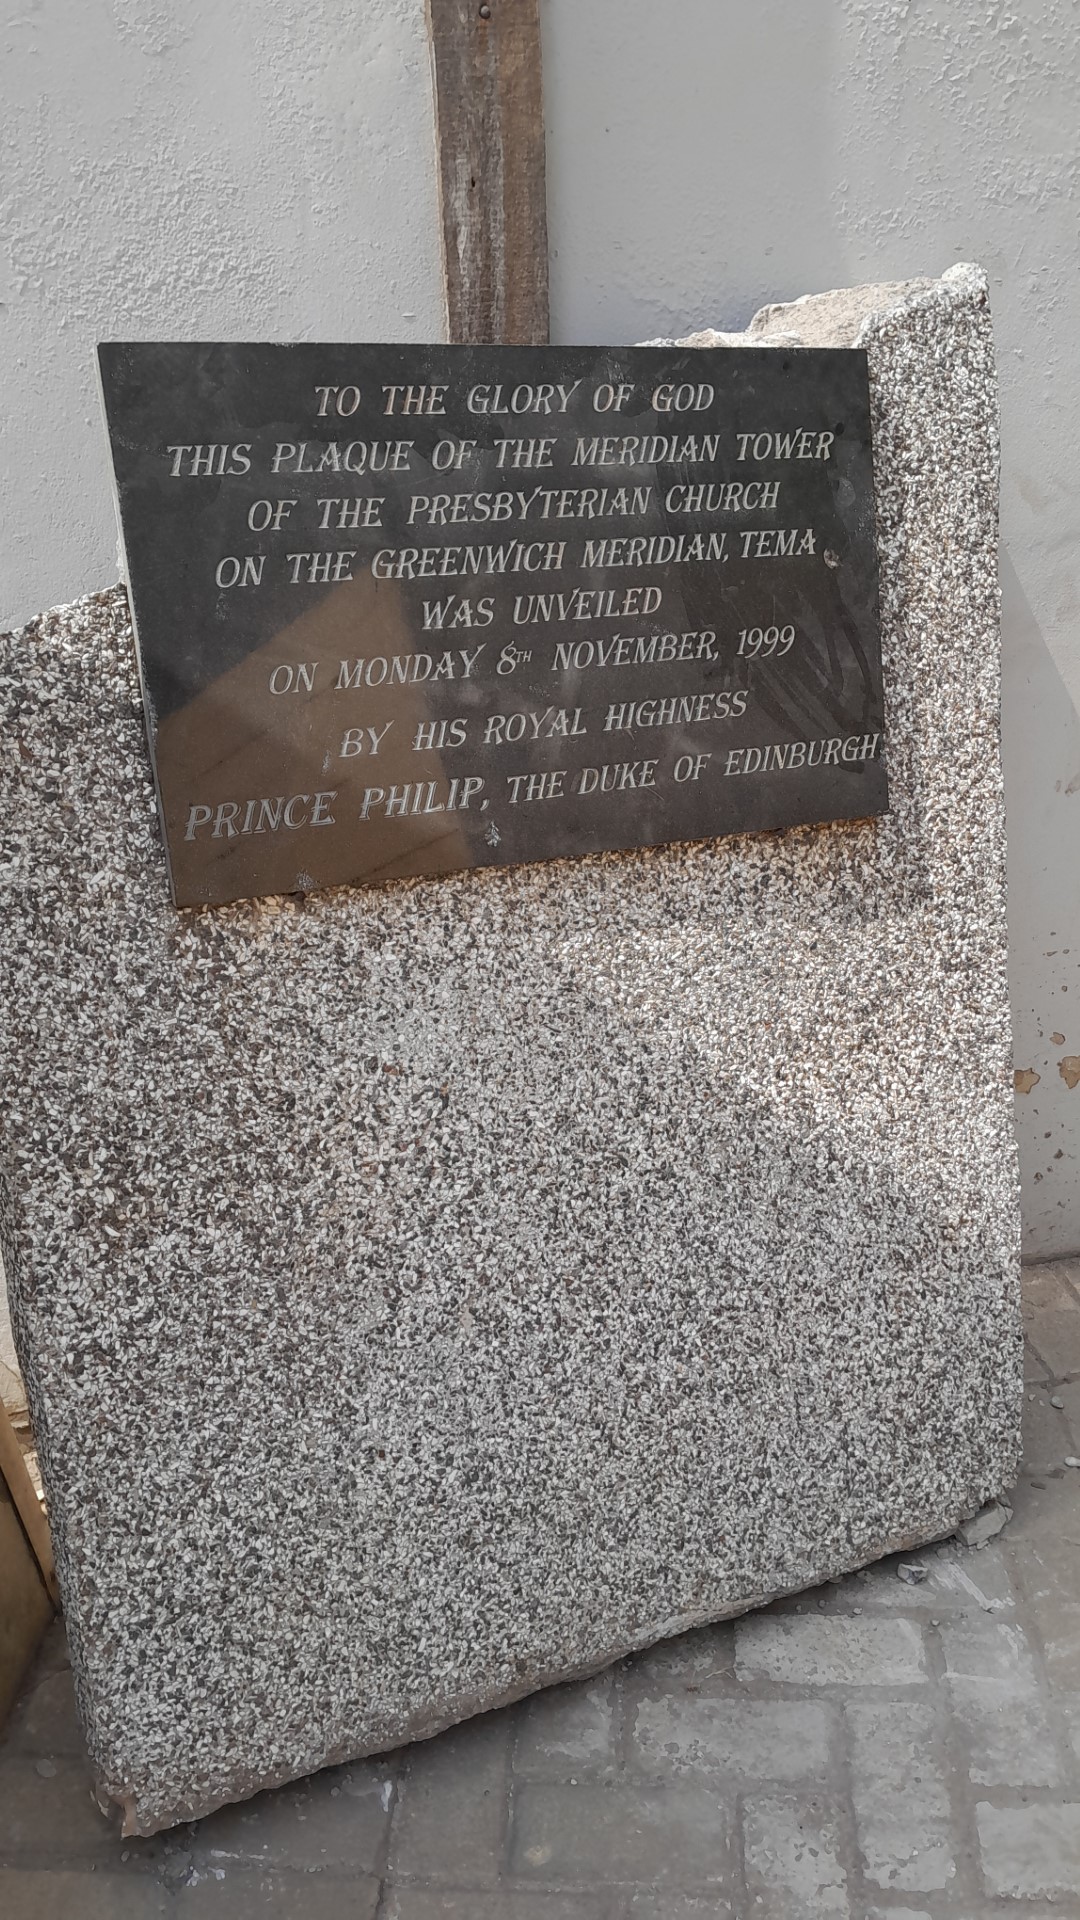 TO THE GLORY OF GOD
THIS PLAQUE OF THE MERIDIAN TOWER
OF THE PRESBYTERIAN CHURCH
ON THE GREENWICH MERIDIAN, TEMA
WAS UNVEILED
ON MONDAY 8TH NOVEMBER, 1999
BY HIS ROYAL HIGHNESS
PRINCE PHILIP, THE DUKE OF EDINBURGH